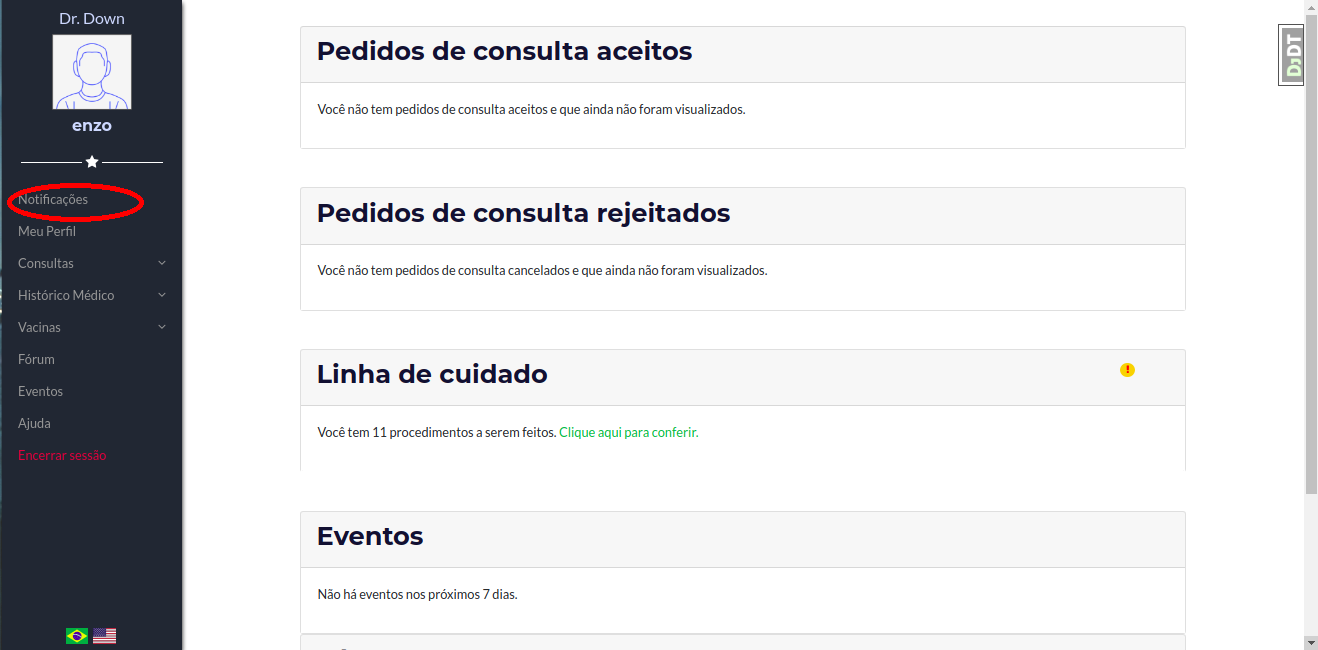 Dr. Down
enzo
Notificações
Meu Perfil
Consultas
Histórico Médico
Vacinas
Fórum
Eventos
Ajuda
Encerrar sessão
Pedidos de consulta aceitos
Você não tem pedidos de consulta aceitos e que ainda não foram visualizados.
Pedidos de consulta rejeitados
Você não tem pedidos de consulta cancelados e que ainda não foram visualizados.
Linha de cuidado
!
Você tem 11 procedimentos a serem feitos. Clique aqui para conferir.
Eventos
Não há eventos nos próximos 7 dias.
DjDT